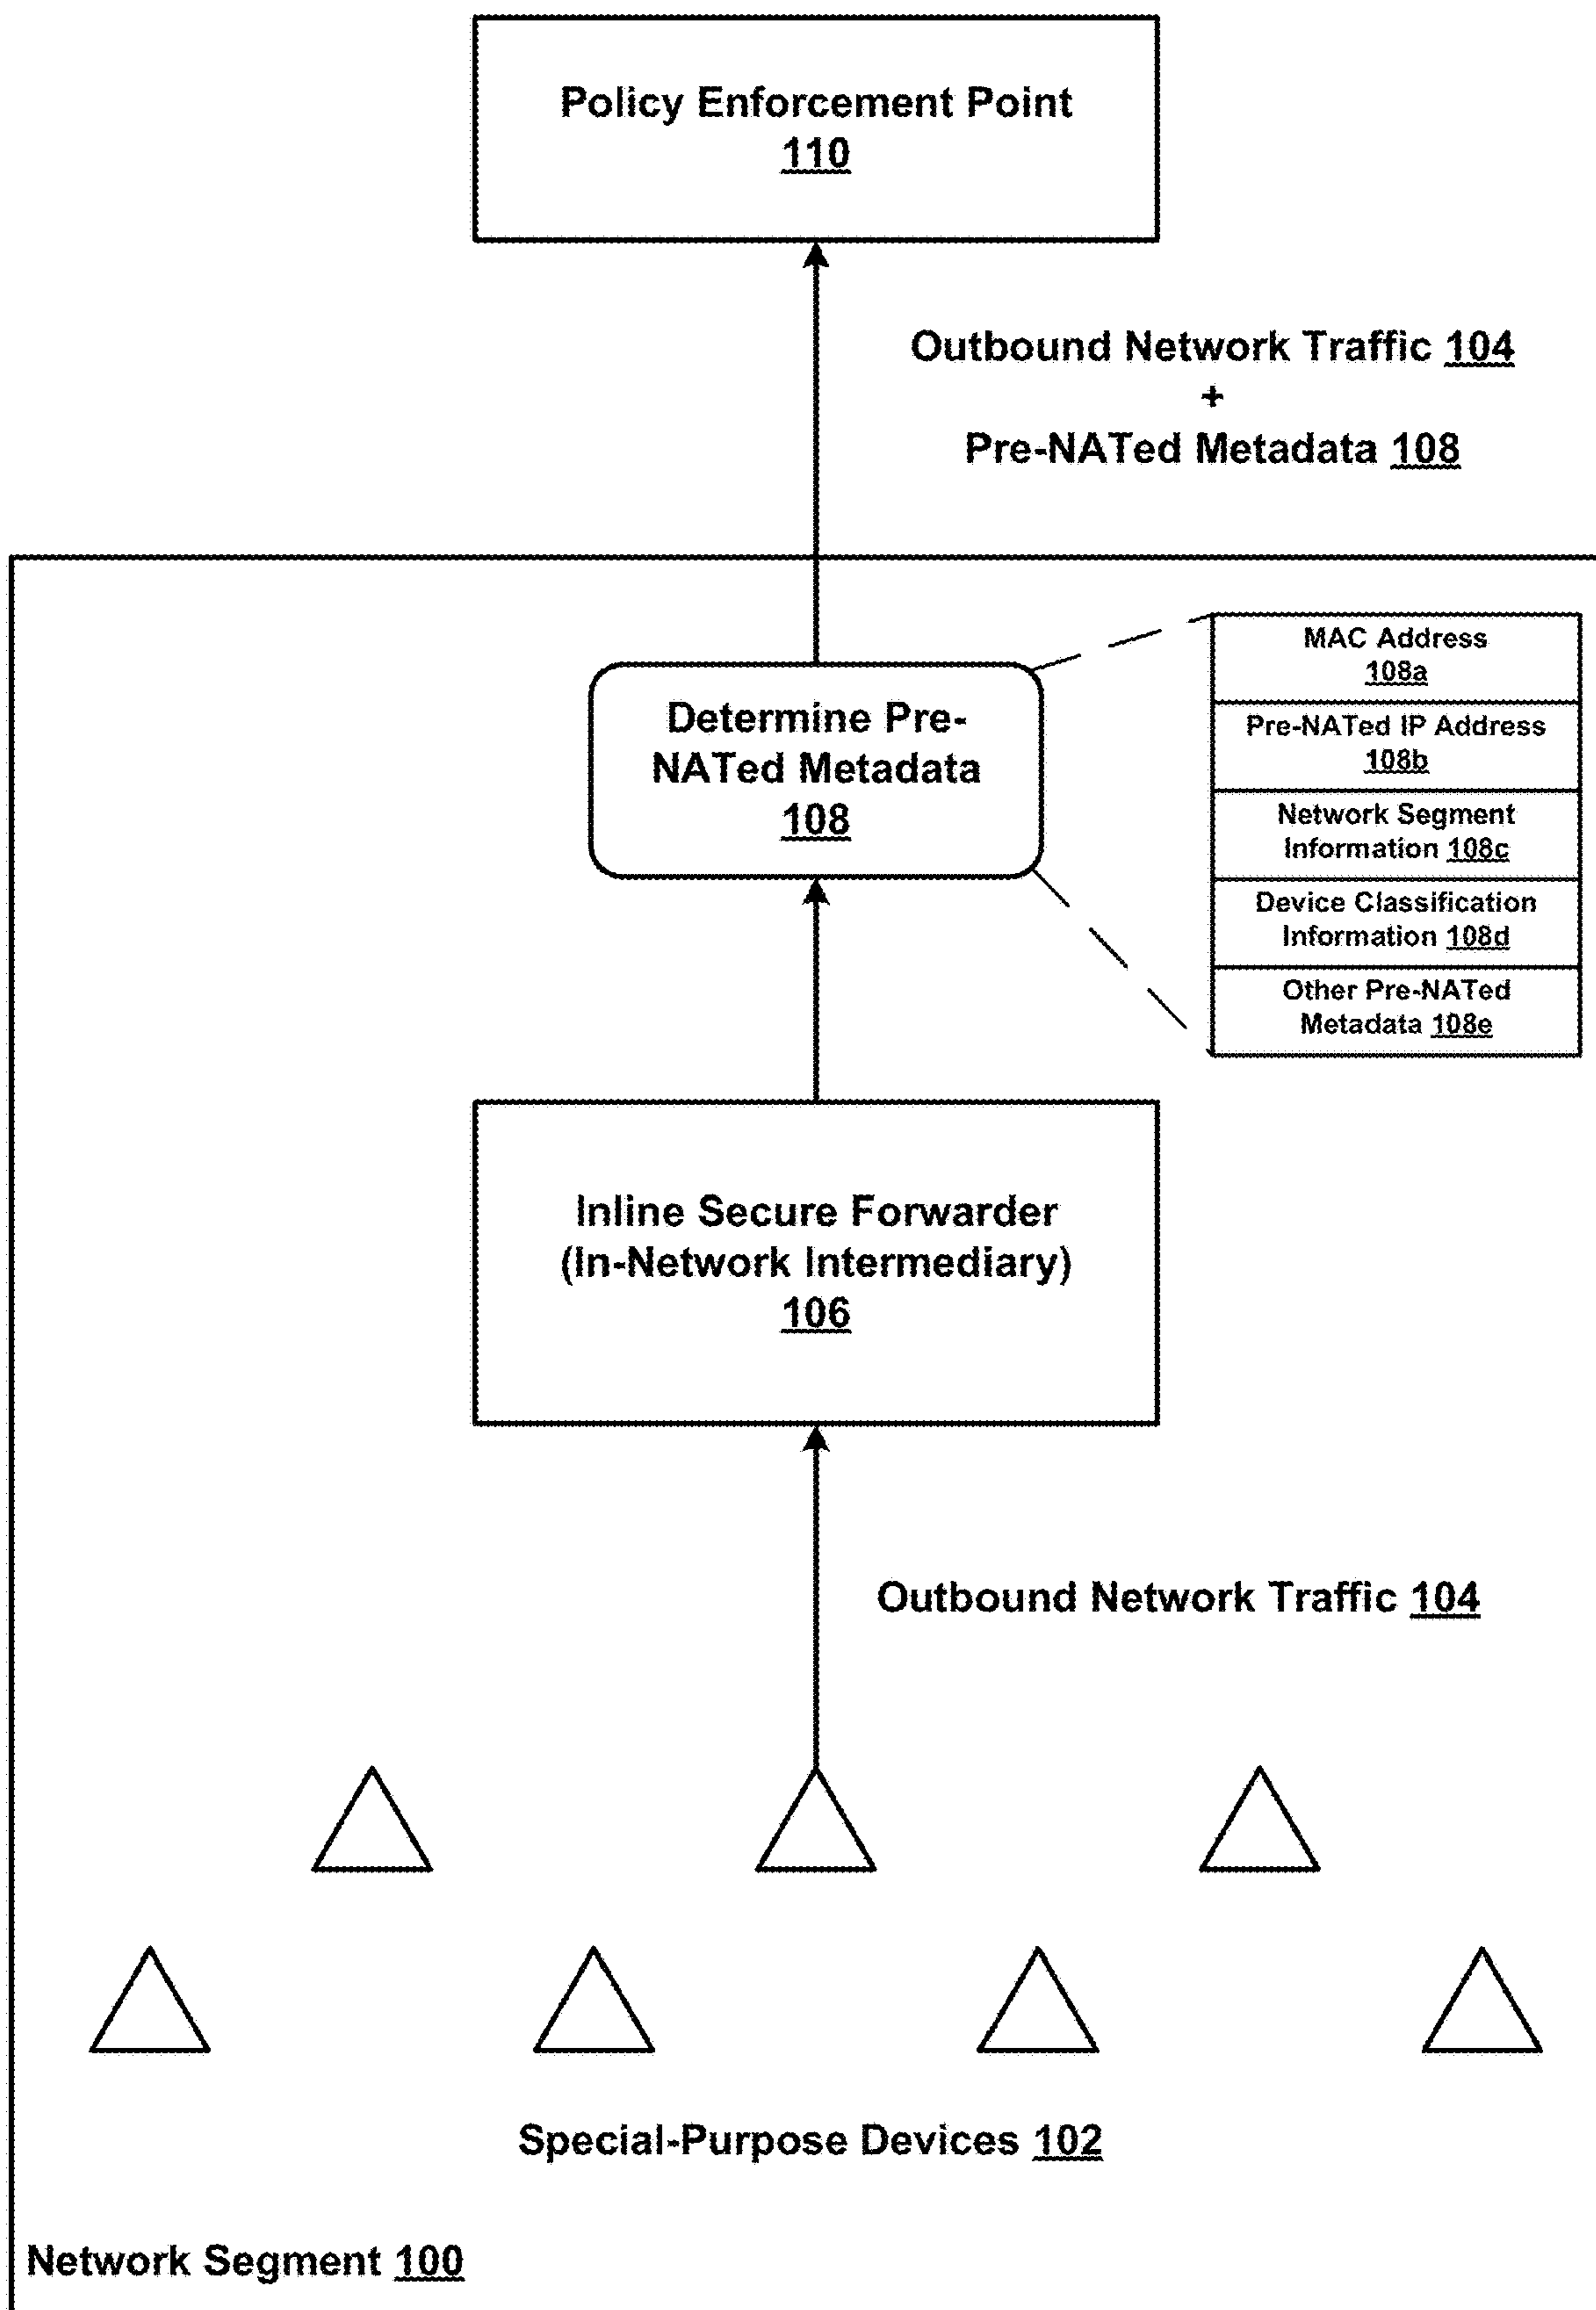 Policy Enforcement Point
110
Outbound Network Traffic 104
+
Pre-NATed Metadata 108
Determine Pre-
NATed Metadata
108
MAC Address
108a
Pre-NATed IP Address
108b
Network Segment
Information 108c
Device Classification
Information 108d
Other Pre-NATed
Metadata 108e
Inline Secure Forwarder
(In-Network Intermediary)
106
Outbound Network Traffic 104
Special-Purpose Devices 102
Network Segment 100